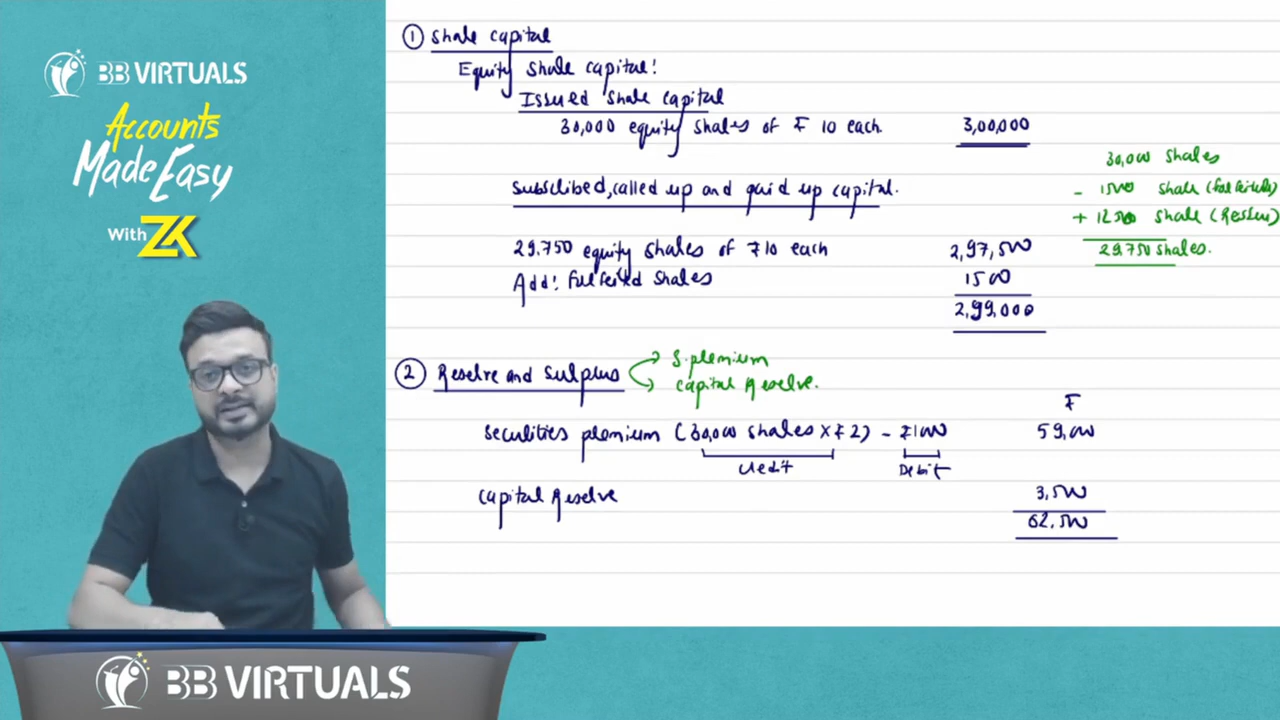 BB VIRTUALS
Accounts
Made Easy
With ZK
① Share capital
Equity Share capital:
Issued share capital
30,000 equity shares of ₹ 10 each. 3,00,000
30,000 Shares
- 1500 share (forfeiture)
+ 1250 share (Reissue)
29,750 shares.
Subscribed, called up and paid up capital.
29,750 equity shares of ₹10 each 2,97,500
Add: forfeited shares 1500
2,99,000
② Reserve and Surplus
S. premium
Capital Reserve.
₹
Securities premium (30,000 shares x ₹ 2) - ₹1000 59,000
Credit Debit
Capital Reserve 3,500
62,500
BB VIRTUALS